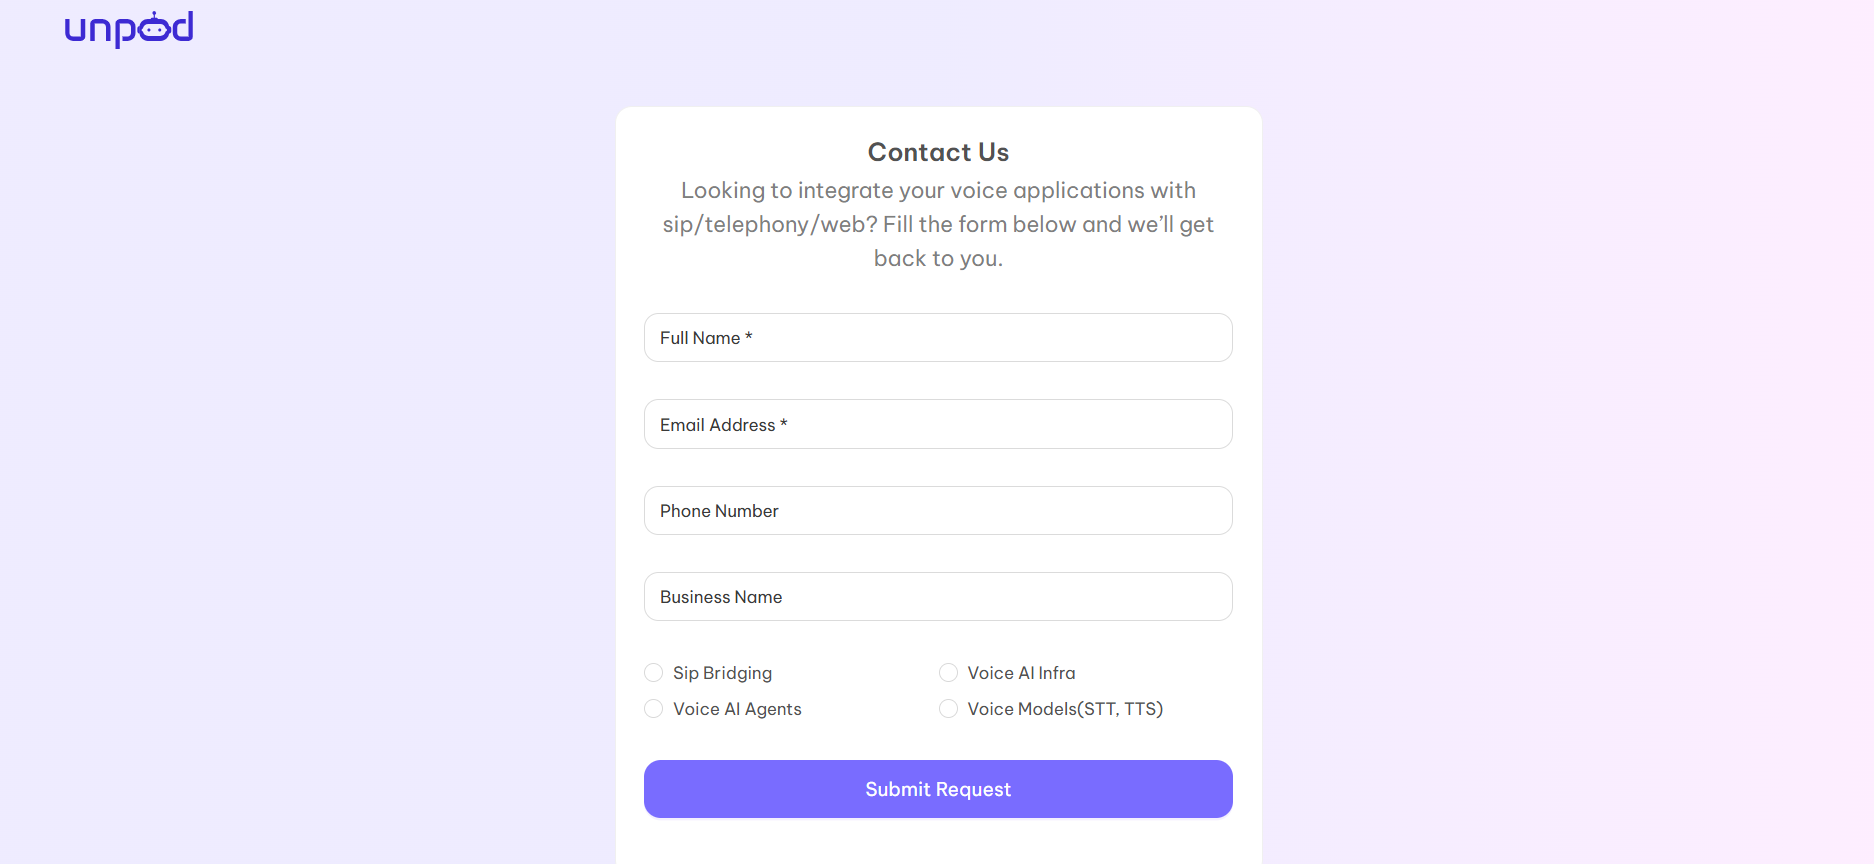 unpod
Contact Us
Looking to integrate your voice applications with
sip/telephony/web? Fill the form below and we’ll get
back to you.
Full Name *
Email Address *
Phone Number
Business Name
Sip Bridging
Voice AI Infra
Voice AI Agents
Voice Models(STT, TTS)
Submit Request